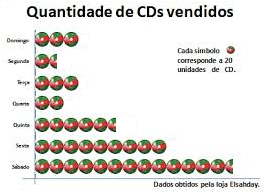 Quantidade de CDs vendidos
Domingo
Segunda
Terça
Quarta
Quinta
Sexta
Sábado
Cada símbolo
corresponde a 20
unidades de CD.
Dados obtidos pela loja Elsahday.